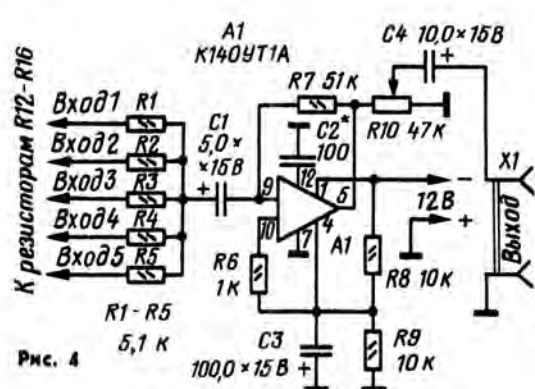 A1
К140УТ1А
C4 10,0×15В
+
К резисторам R12-R16
Вход1
R1
Вход2
R2
Вход3
R3
Вход4
R4
Вход5
R5
R1-R5
5,1 к
C1
5,0×
×15В
+
R7 51к
C2*
100
R10 47к
9
10
12
1
5
7
4
A1
R6
1к
-
12В
+
X1
Выход
R8 10к
R9
10к
C3
100,0×15В
+
Рис. 4